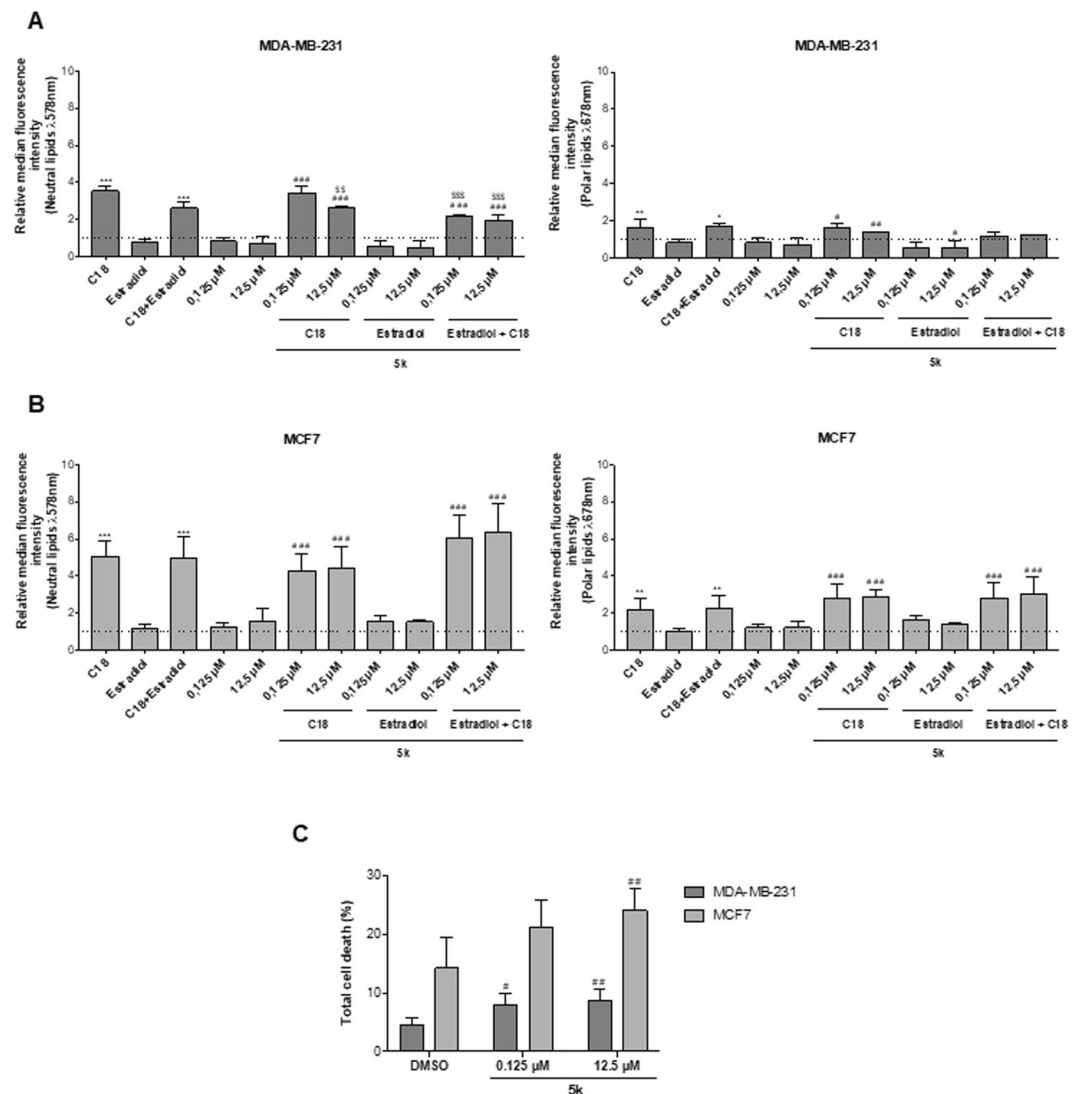 A
MDA-MB-231
Relative median fluorescence
intensity
(Neutral lipids λ578nm)
10
8
6
4
2
0
***
***
###
$$
###
$$$
###
$$$
###
C18
Estradiol
C18+Estradiol
0,125 µM
12,5 µM
0,125 µM
12,5 µM
0,125 µM
12,5 µM
0,125 µM
12,5 µM
C18
Estradiol
Estradiol + C18
5k
MDA-MB-231
Relative median fluorescence
intensity
(Polar lipids λ678nm)
10
8
6
4
2
0
**
*
#
##
#
C18
Estradiol
C18+Estradiol
0,125 µM
12,5 µM
0,125 µM
12,5 µM
0,125 µM
12,5 µM
0,125 µM
12,5 µM
C18
Estradiol
Estradiol + C18
5k
B
MCF7
Relative median fluorescence
intensity
(Neutral lipids λ578nm)
10
8
6
4
2
0
***
***
###
###
###
###
C18
Estradiol
C18+Estradiol
0,125 µM
12,5 µM
0,125 µM
12,5 µM
0,125 µM
12,5 µM
0,125 µM
12,5 µM
C18
Estradiol
Estradiol + C18
5k
MCF7
Relative median fluorescence
intensity
(Polar lipids λ678nm)
10
8
6
4
2
0
**
**
###
###
###
###
C18
Estradiol
C18+Estradiol
0,125 µM
12,5 µM
0,125 µM
12,5 µM
0,125 µM
12,5 µM
0,125 µM
12,5 µM
C18
Estradiol
Estradiol + C18
5k
C
Total cell death (%)
30
20
10
0
#
##
##
MDA-MB-231
MCF7
DMSO
0.125 µM
12.5 µM
5k